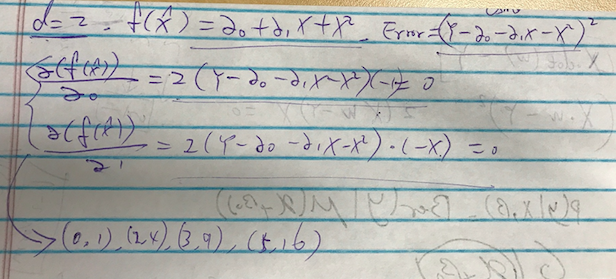 d=2. f(x̂) = ∂₀+∂₁x+x². Error=(Y-∂₀-∂₁x-x²)²
∂(f(x̂))/∂₀ = 2(Y-∂₀-∂₁x-x²)(-1)= 0
∂(f(x̂))/∂₁ = 2(Y-∂₀-∂₁x-x²)·(-x) = 0
→(0,1), (2,4), (3,9), (5,16)